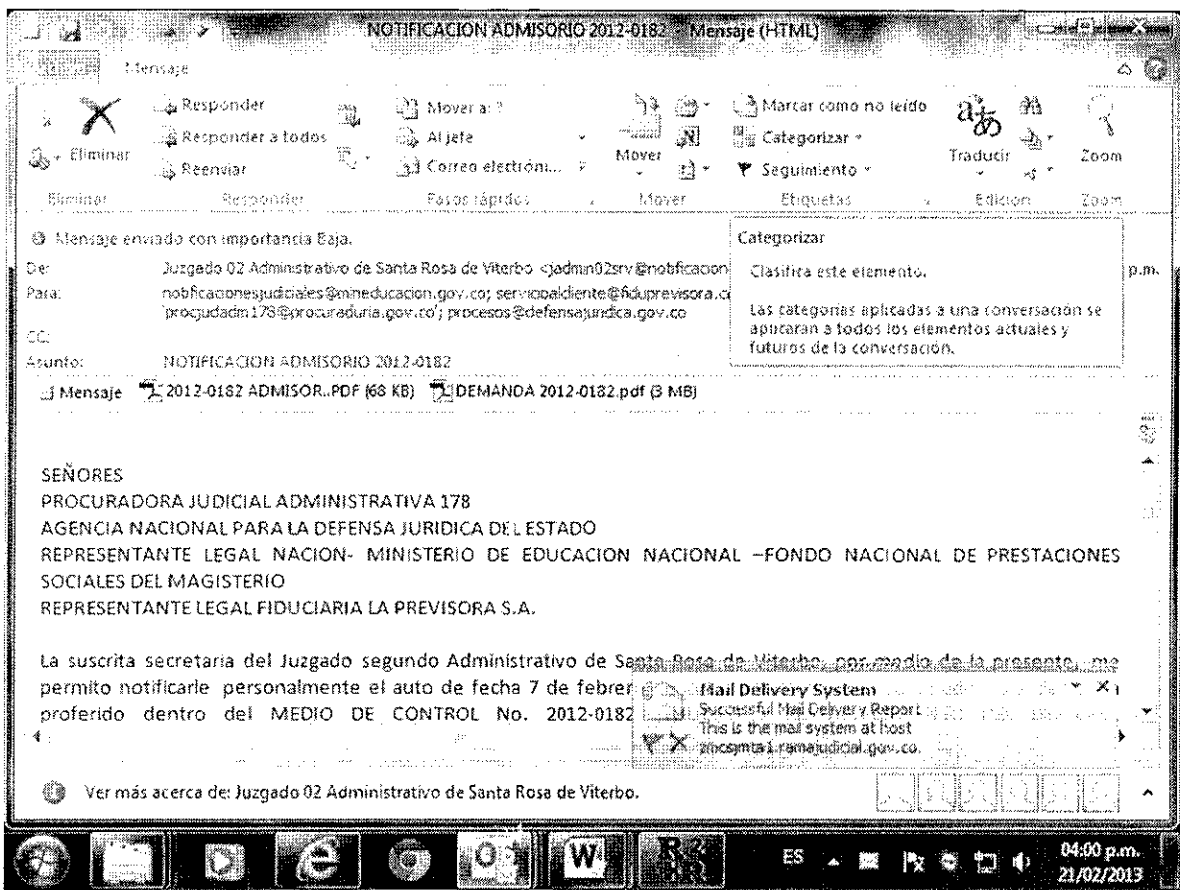 NOTIFICACION ADMISORIO 2012-0182 - Mensaje (HTML)
Mensaje
Eliminar
Responder
Responder a todos
Reenviar
Mover a: ?
Al jefe
Correo electróni...
Mover
Marcar como no leído
Categorizar
Seguimiento
Traducir
Zoom
Eliminar
Responder
Pasos rápidos
Mover
Etiquetas
Edición
Zoom
Mensaje enviado con importancia Baja.
De: Juzgado 02 Administrativo de Santa Rosa de Viterbo <jadmin02srv@notificacion
p.m.
Para: notificacionesjudiciales@mineducacion.gov.co; servicioalcliente@fiduprevisora.c
'procjudadm178@procuraduria.gov.co'; procesos@defensajuridica.gov.co
CC:
Asunto: NOTIFICACION ADMISORIO 2012-0182
Categorizar
Clasifica este elemento.
Las categorías aplicadas a una conversación se
aplicarán a todos los elementos actuales y
futuros de la conversación.
Mensaje 2012-0182 ADMISOR..PDF (68 KB) DEMANDA 2012-0182.pdf (3 MB)
SEÑORES
PROCURADORA JUDICIAL ADMINISTRATIVA 178
AGENCIA NACIONAL PARA LA DEFENSA JURIDICA DEL ESTADO
REPRESENTANTE LEGAL NACION- MINISTERIO DE EDUCACION NACIONAL –FONDO NACIONAL DE PRESTACIONES
SOCIALES DEL MAGISTERIO
REPRESENTANTE LEGAL FIDUCIARIA LA PREVISORA S.A.
La suscrita secretaria del Juzgado segundo Administrativo de Santa Rosa de Viterbo, por medio de la presente, me
permito notificarle personalmente el auto de fecha 7 de febrer
proferido dentro del MEDIO DE CONTROL No. 2012-0182
Mail Delivery System
Successful Mail Delivery Report
This is the mail system at host
Ver más acerca de: Juzgado 02 Administrativo de Santa Rosa de Viterbo.
ES
04:00 p.m.
21/02/2013